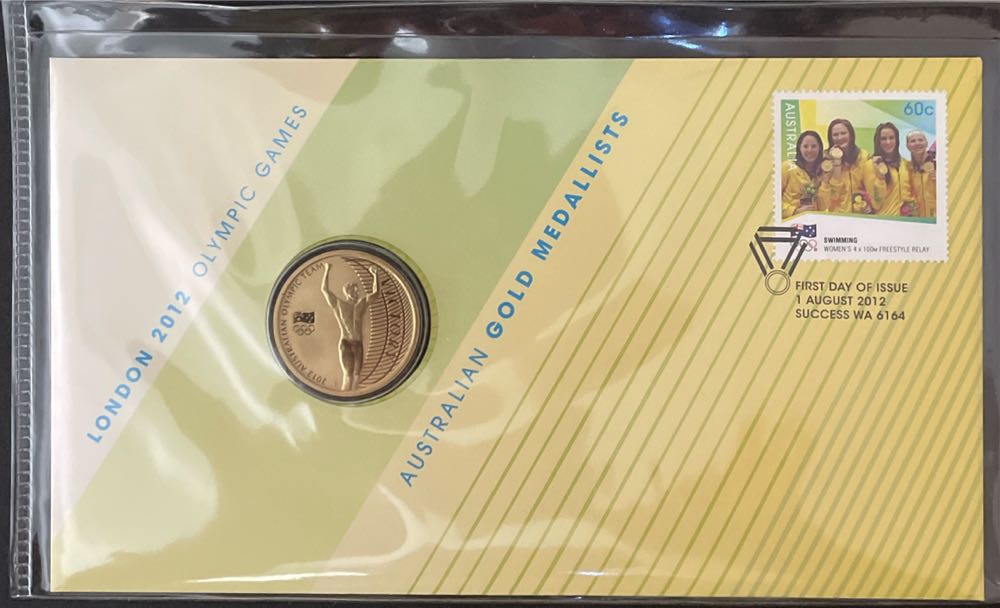 LONDON 2012 OLYMPIC GAMES
AUSTRALIAN GOLD MEDALLISTS
2012 AUSTRALIAN OLYMPIC TEAM
VICTORY
AUSTRALIA
60c
SWIMMING
WOMEN'S 4 x 100m FREESTYLE RELAY
FIRST DAY OF ISSUE
1 AUGUST 2012
SUCCESS WA 6164